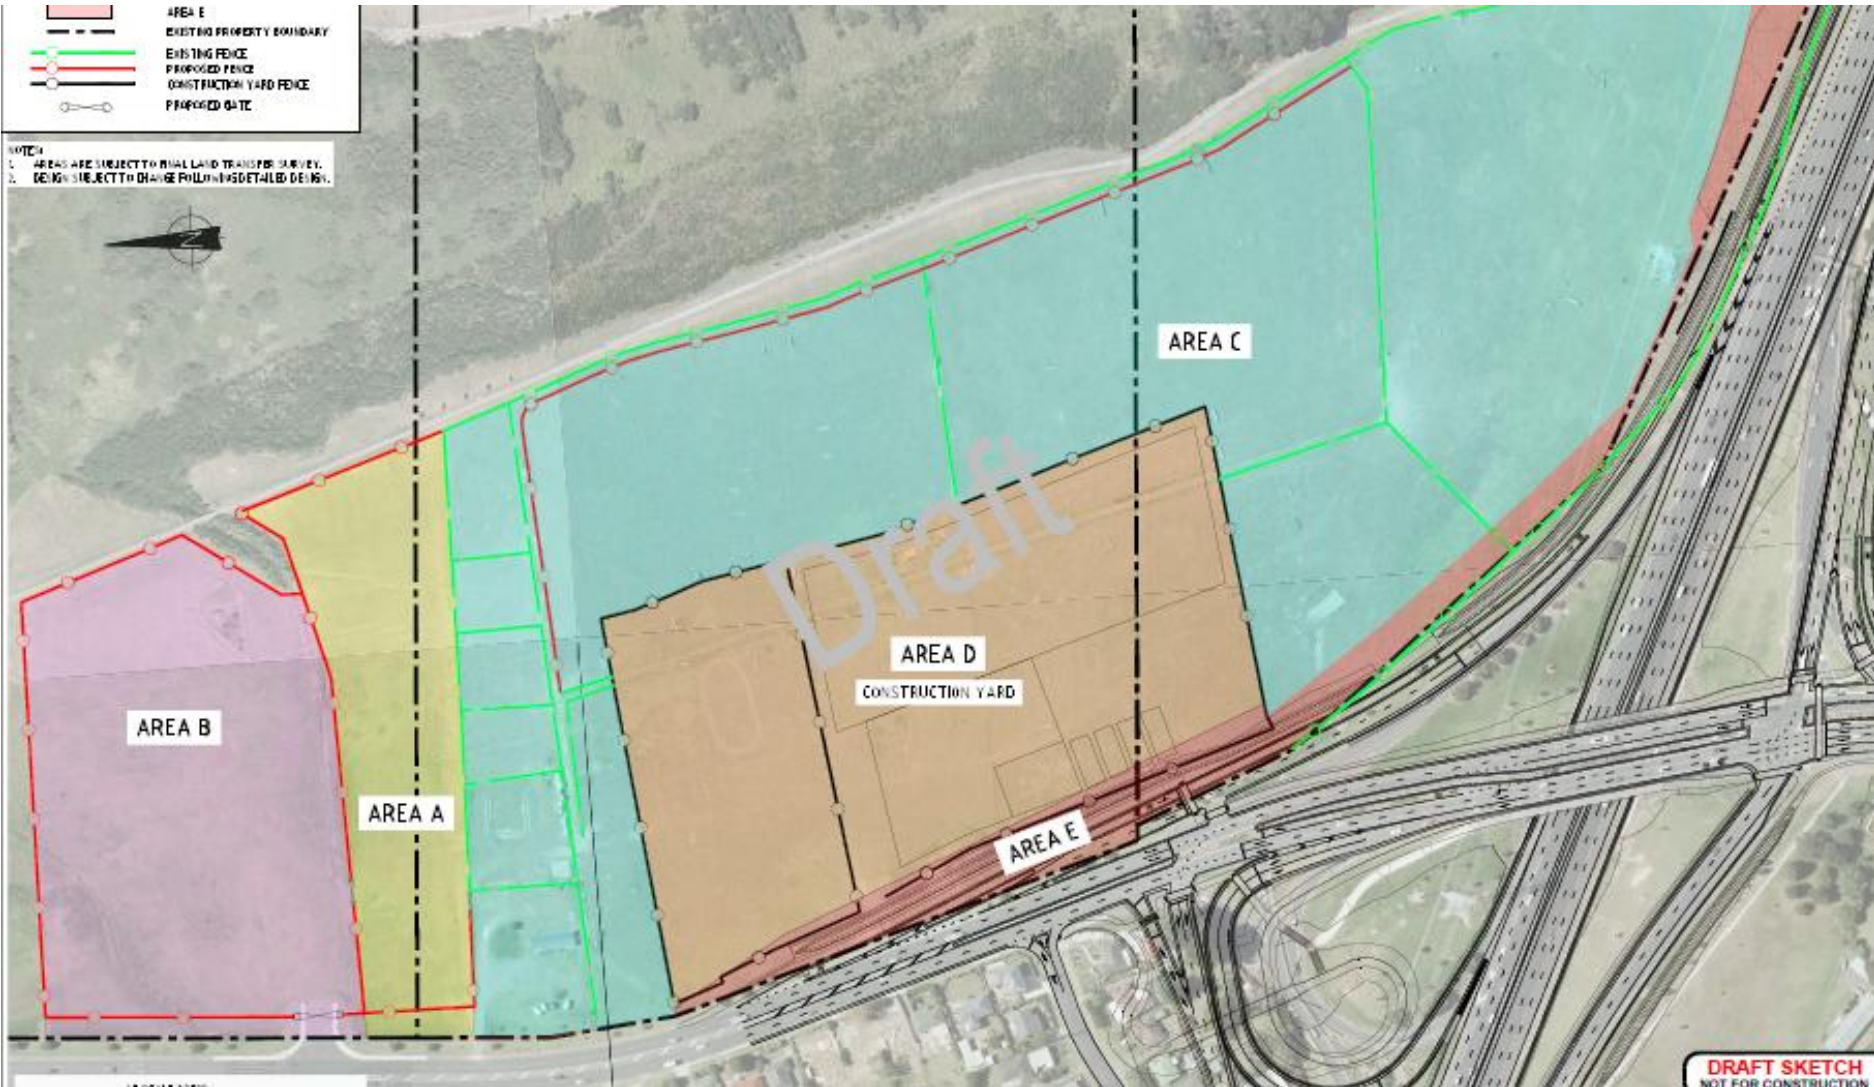 AREA E
EXISTING PROPERTY BOUNDARY
EXISTING FENCE
PROPOSED FENCE
CONSTRUCTION YARD FENCE
PROPOSED GATE
NOTES:
1. AREAS ARE SUBJECT TO FINAL LAND TRANSFER SURVEY.
2. DESIGN SUBJECT TO CHANGE FOLLOWING DETAILED DESIGN.
Z
AREA C
Draft
AREA D
CONSTRUCTION YARD
AREA B
AREA A
AREA E
DRAFT SKETCH
NOT FOR CONSTRUCTION